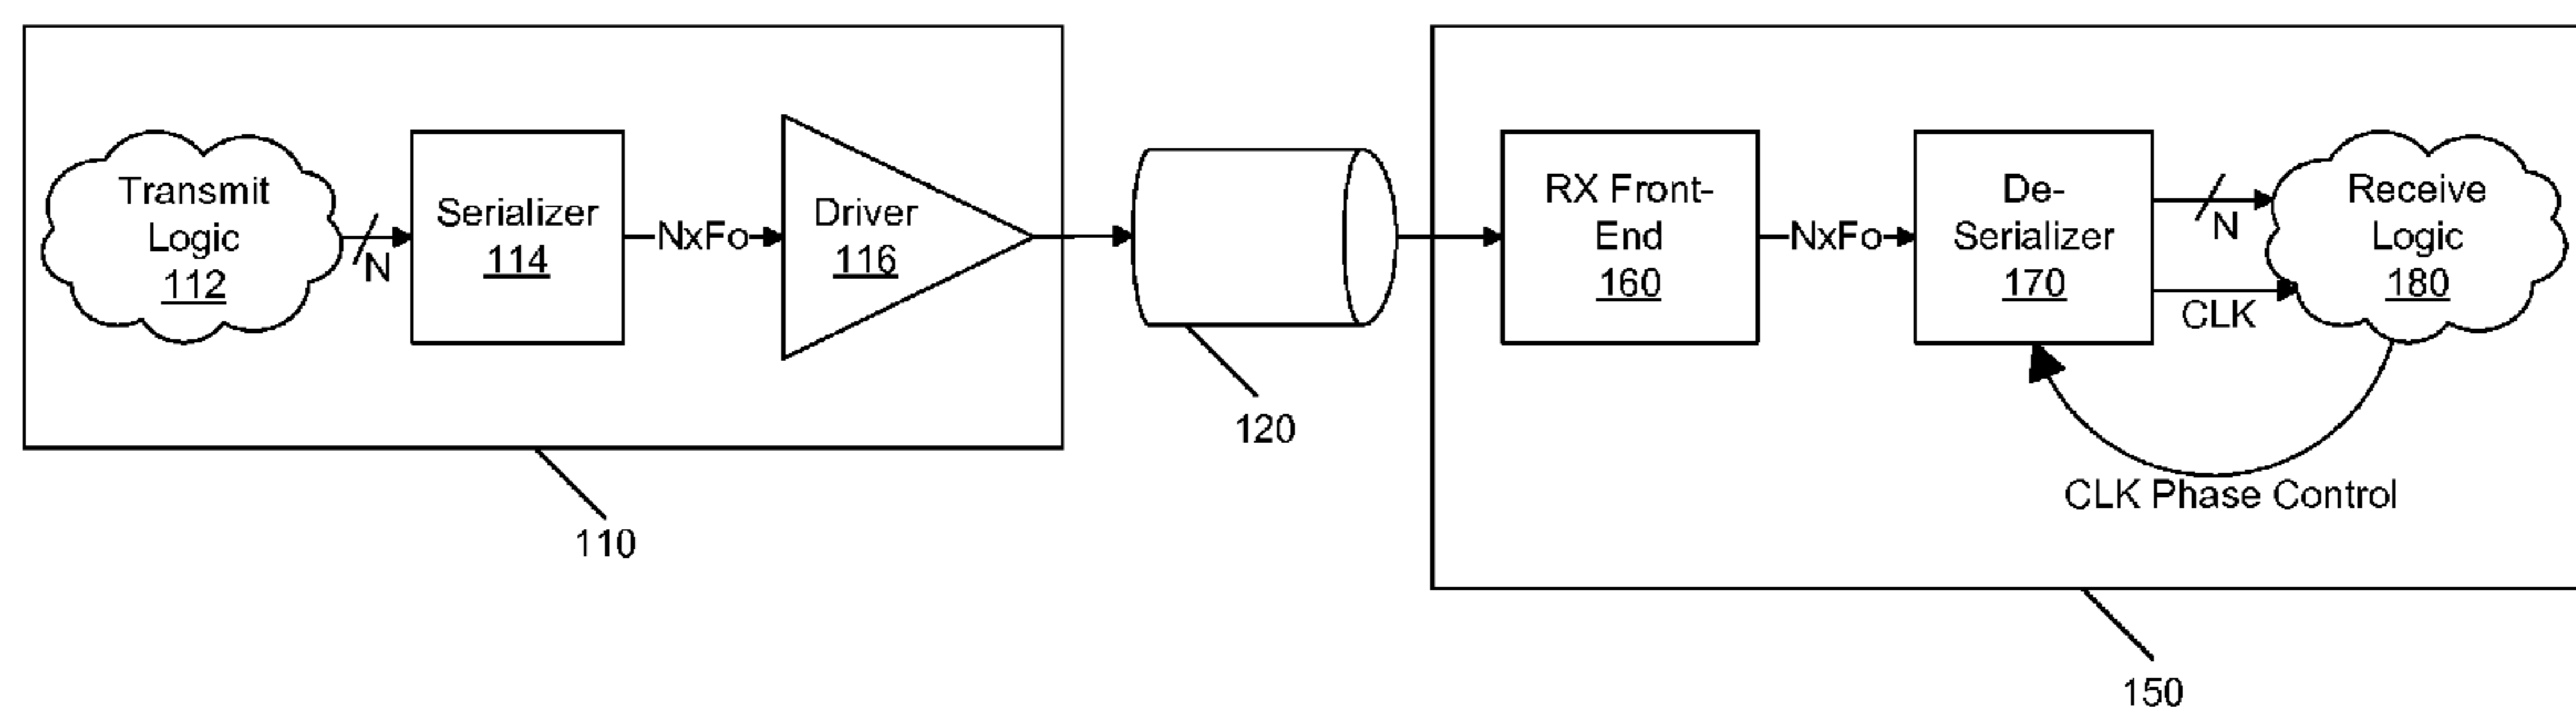 Transmit
Logic
112
N
Serializer
114
NxFo
Driver
116
120
RX Front-
End
160
NxFo
De-
Serializer
170
N
CLK
Receive
Logic
180
CLK Phase Control
110
150